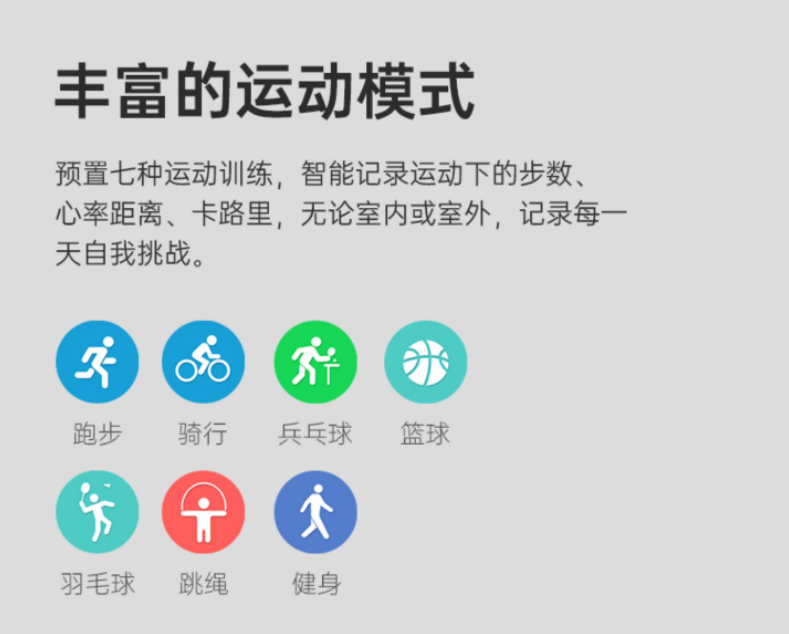 丰富的运动模式
预置七种运动训练，智能记录运动下的步数、
心率距离、卡路里，无论室内或室外，记录每一
天自我挑战。
跑步 骑行 兵乓球 篮球
羽毛球 跳绳 健身